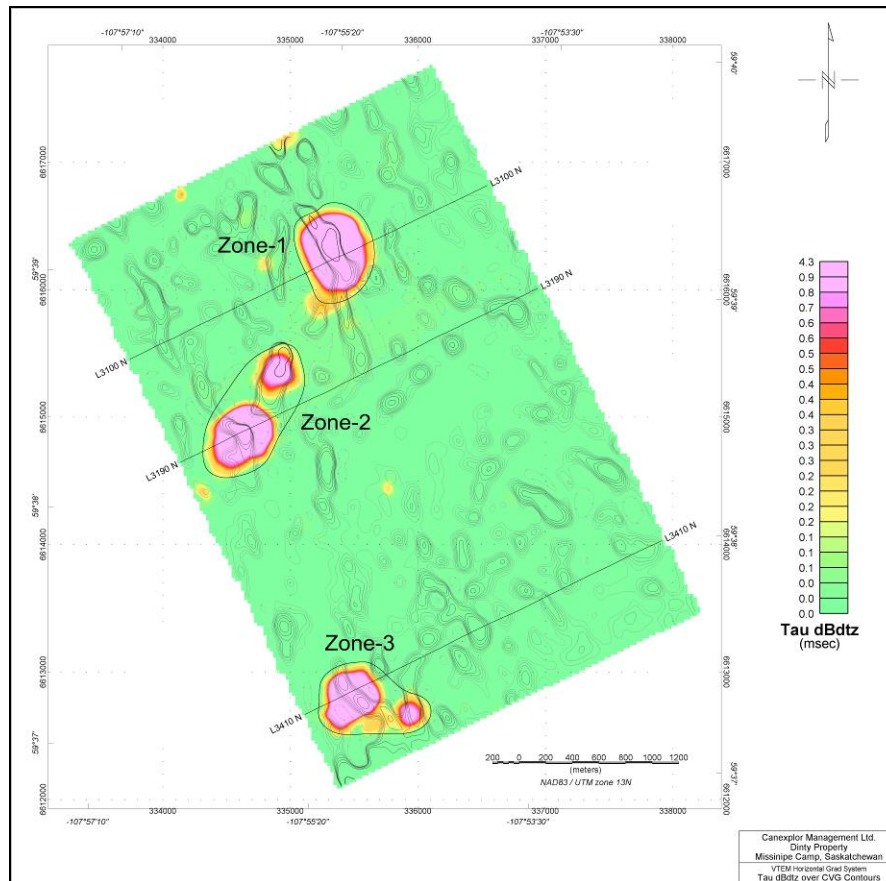 -107°57'10"
-107°55'20"
-107°53'30"
334000
335000
336000
337000
338000
59°40'
6617000
6617000
L3100 N
Zone-1
59°39'
6616000
6616000
59°39'
L3190 N
L3100 N
Zone-2
6615000
6615000
L3190 N
59°38'
6614000
6614000
59°38'
L3410 N
Zone-3
6613000
6613000
L3410 N
59°37'
59°37'
6612000
6612000
334000
335000
336000
337000
338000
-107°57'10"
-107°55'20"
-107°53'30"
N
4.3
0.9
0.8
0.7
0.6
0.6
0.5
0.5
0.4
0.4
0.4
0.3
0.3
0.2
0.2
0.2
0.1
0.1
0.0
0.0
0.0
Tau dBdtz
(msec)
200 0 200 400 600 800 1000 1200
(meters)
NAD83 / UTM zone 13N
Canexplor Management Ltd.
Dinty Property
Missinipe Camp, Saskatchewan
VTEM Horizental Grad System
Tau dBdtz over CVG Contours